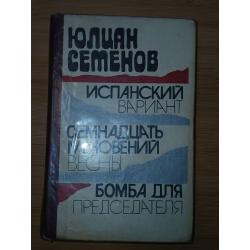 ЮЛИАН
СЕМЕНОВ
ИСПАНСКИЙ
ВАРИАНТ
СЕМНАДЦАТЬ
МГНОВЕНИЙ
ВЕСНЫ
БОМБА ДЛЯ
ПРЕДСЕДАТЕЛЯ